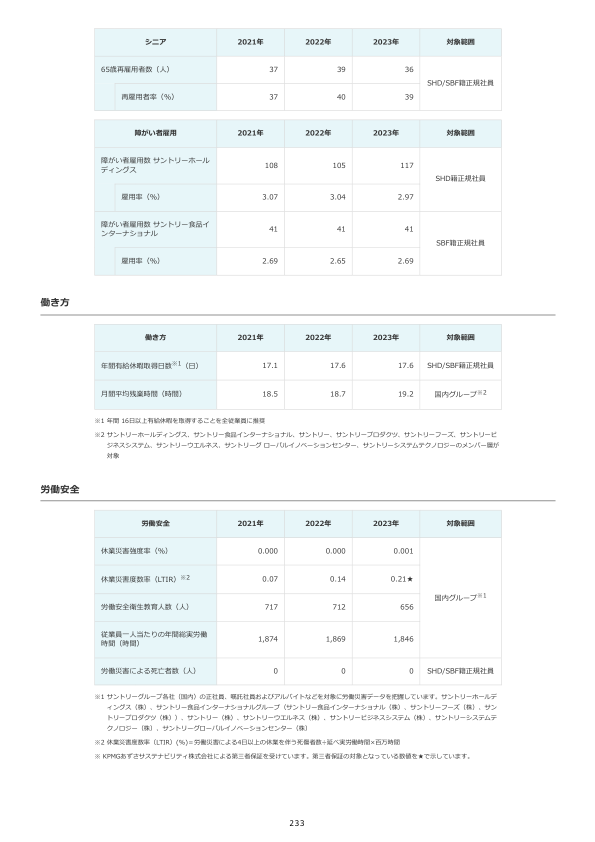 シニア 2021年 2022年 2023年 対象範囲
65歳再雇用者数（人） 37 39 36 SHD/SBF籍正規社員
再雇用者率（%） 37 40 39
障がい者雇用 2021年 2022年 2023年 対象範囲
障がい者雇用数 サントリーホール
ディングス 108 105 117 SHD籍正規社員
雇用率（%） 3.07 3.04 2.97
障がい者雇用数 サントリー食品イ
ンターナショナル 41 41 41 SBF籍正規社員
雇用率（%） 2.69 2.65 2.69
働き方
働き方 2021年 2022年 2023年 対象範囲
年間有給休暇取得日数※1（日） 17.1 17.6 17.6 SHD/SBF籍正規社員
月間平均残業時間（時間） 18.5 18.7 19.2 国内グループ※2
※1 年間 16日以上有給休暇を取得することを全従業員に推奨
※2 サントリーホールディングス、サントリー食品インターナショナル、サントリー、サントリープロダクツ、サントリーフーズ、サントリービ
ジネスシステム、サントリーウエルネス、サントリーグ ローバルイノベーションセンター、サントリーシステムテクノロジーのメンバー層が
対象
労働安全
労働安全 2021年 2022年 2023年 対象範囲
休業災害強度率（%） 0.000 0.000 0.001 国内グループ※1
休業災害度数率（LTIR）※2 0.07 0.14 0.21★
労働安全衛生教育人数（人） 717 712 656
従業員一人当たりの年間総実労働
時間（時間） 1,874 1,869 1,846
労働災害による死亡者数（人） 0 0 0 SHD/SBF籍正規社員
※1 サントリーグループ各社（国内）の正社員、嘱託社員およびアルバイトなどを対象に労働災害データを把握しています。サントリーホールデ
ィングス（株）、サントリー食品インターナショナルグループ（サントリー食品インターナショナル（株）、サントリーフーズ（株）、サン
トリープロダクツ（株））、サントリー（株）、サントリーウエルネス（株）、サントリービジネスシステム（株）、サントリーシステムテ
クノロジー（株）、サントリーグローバルイノベーションセンター（株）
※2 休業災害度数率（LTIR）(%)＝労働災害による4日以上の休業を伴う死傷者数÷延べ実労働時間×百万時間
※ KPMGあずさサステナビリティ株式会社による第三者保証を受けています。第三者保証の対象となっている数値を★で示しています。
233